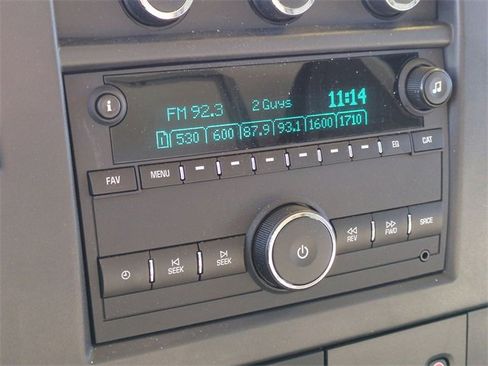 FM 92.3 2 Guys 11:14
1 530 600 87.9 93.1 1600 1710
FAV MENU EQ CAT
SEEK SEEK REV FWD SRCE